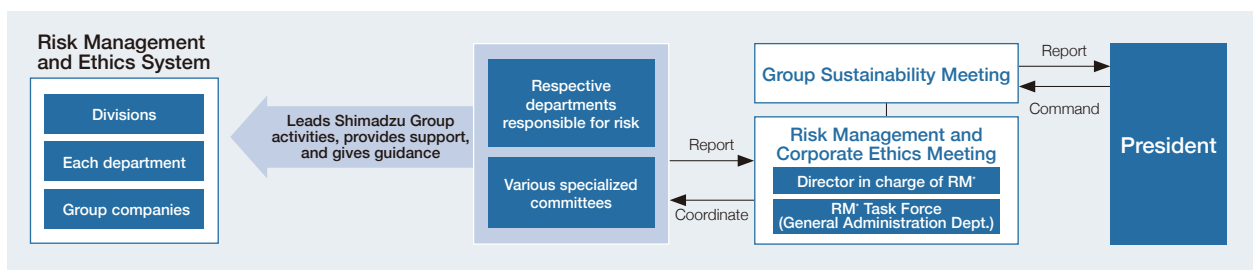 Risk Management
and Ethics System
Divisions
Each department
Group companies
Leads Shimadzu Group
activities, provides support,
and gives guidance
Respective
departments
responsible for risk
Various specialized
committees
Report
Coordinate
Group Sustainability Meeting
Risk Management and
Corporate Ethics Meeting
Director in charge of RM*
RM* Task Force
(General Administration Dept.)
Report
Command
President